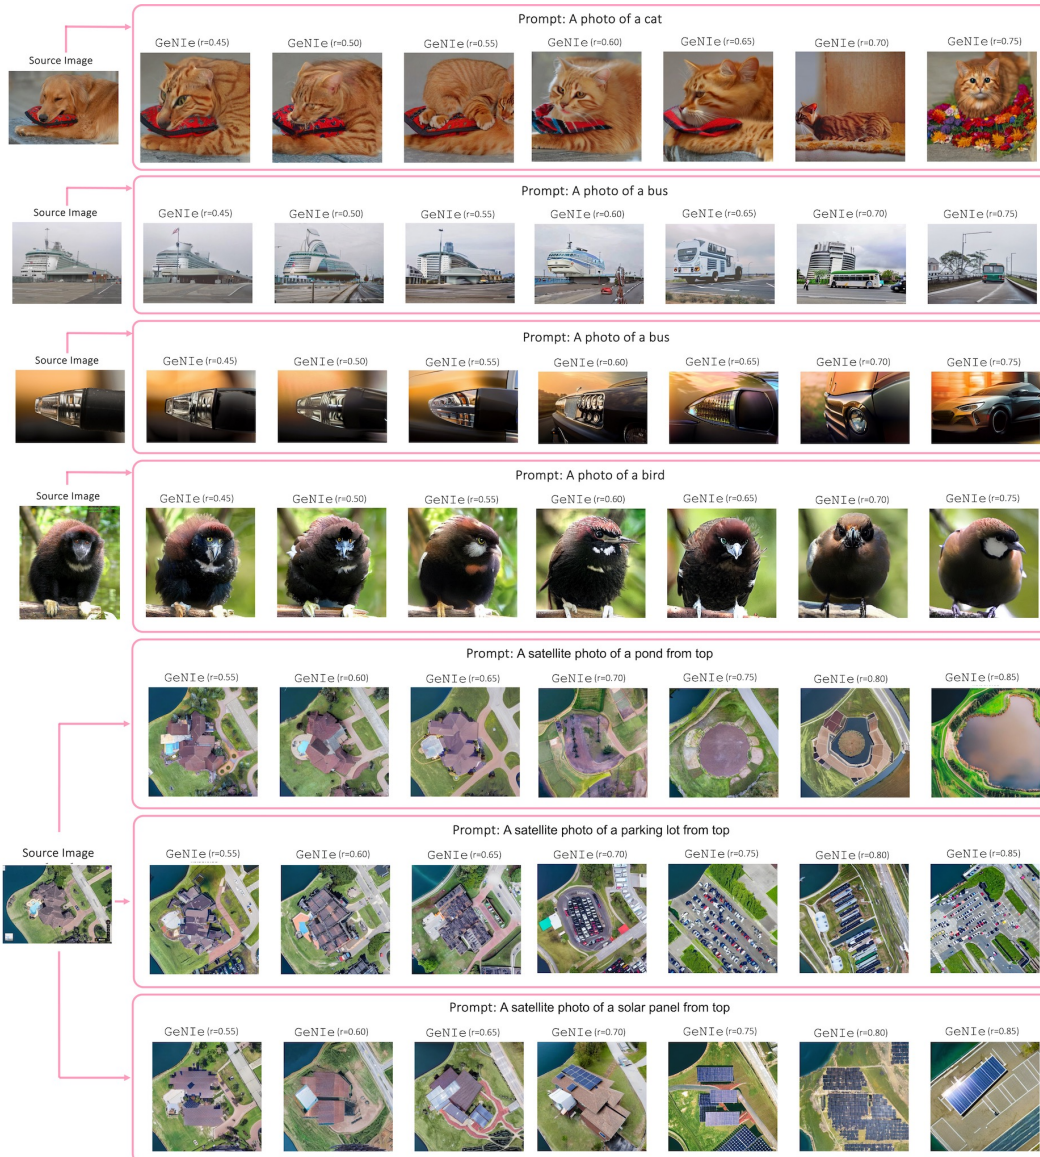 Prompt: A photo of a cat
Source Image
GeNIe (r=0.45) GeNIe (r=0.50) GeNIe (r=0.55) GeNIe (r=0.60) GeNIe (r=0.65) GeNIe (r=0.70) GeNIe (r=0.75)
Prompt: A photo of a bus
Source Image
GeNIe (r=0.45) GeNIe (r=0.50) GeNIe (r=0.55) GeNIe (r=0.60) GeNIe (r=0.65) GeNIe (r=0.70) GeNIe (r=0.75)
Prompt: A photo of a bus
Source Image
GeNIe (r=0.45) GeNIe (r=0.50) GeNIe (r=0.55) GeNIe (r=0.60) GeNIe (r=0.65) GeNIe (r=0.70) GeNIe (r=0.75)
Prompt: A photo of a bird
Source Image
GeNIe (r=0.45) GeNIe (r=0.50) GeNIe (r=0.55) GeNIe (r=0.60) GeNIe (r=0.65) GeNIe (r=0.70) GeNIe (r=0.75)
Prompt: A satellite photo of a pond from top
GeNIe (r=0.55) GeNIe (r=0.60) GeNIe (r=0.65) GeNIe (r=0.70) GeNIe (r=0.75) GeNIe (r=0.80) GeNIe (r=0.85)
Prompt: A satellite photo of a parking lot from top
Source Image
GeNIe (r=0.55) GeNIe (r=0.60) GeNIe (r=0.65) GeNIe (r=0.70) GeNIe (r=0.75) GeNIe (r=0.80) GeNIe (r=0.85)
Prompt: A satellite photo of a solar panel from top
GeNIe (r=0.55) GeNIe (r=0.60) GeNIe (r=0.65) GeNIe (r=0.70) GeNIe (r=0.75) GeNIe (r=0.80) GeNIe (r=0.85)